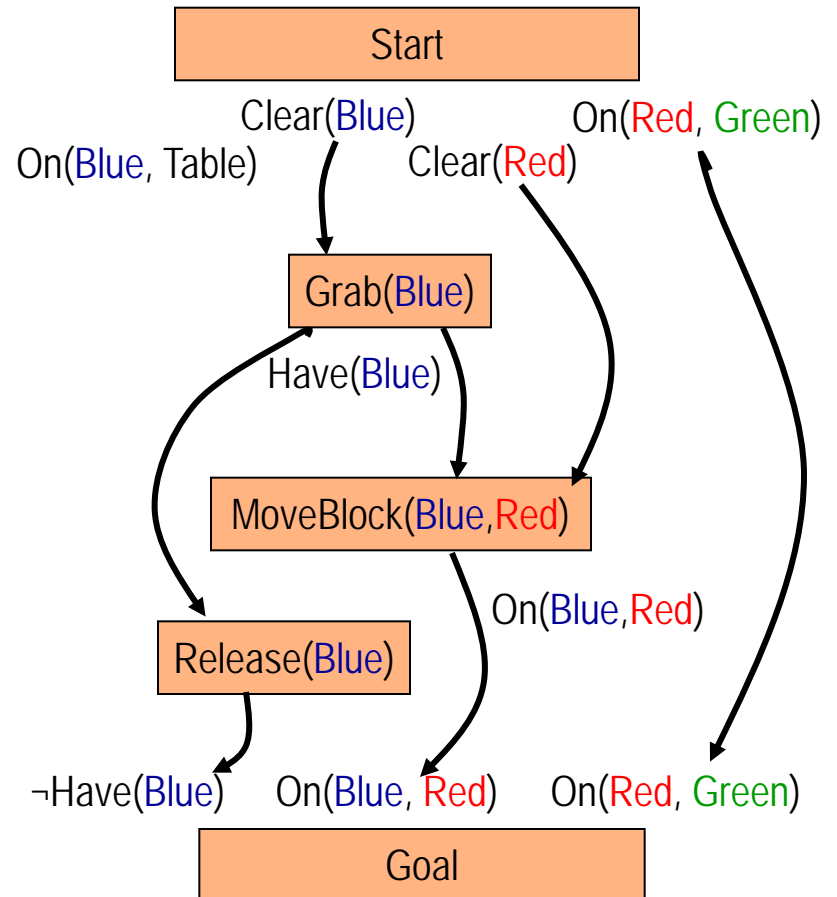 Start
Clear(Blue)
On(Red, Green)
On(Blue, Table)
Clear(Red)
Grab(Blue)
Have(Blue)
MoveBlock(Blue,Red)
On(Blue,Red)
Release(Blue)
¬Have(Blue)
On(Blue, Red)
On(Red, Green)
Goal